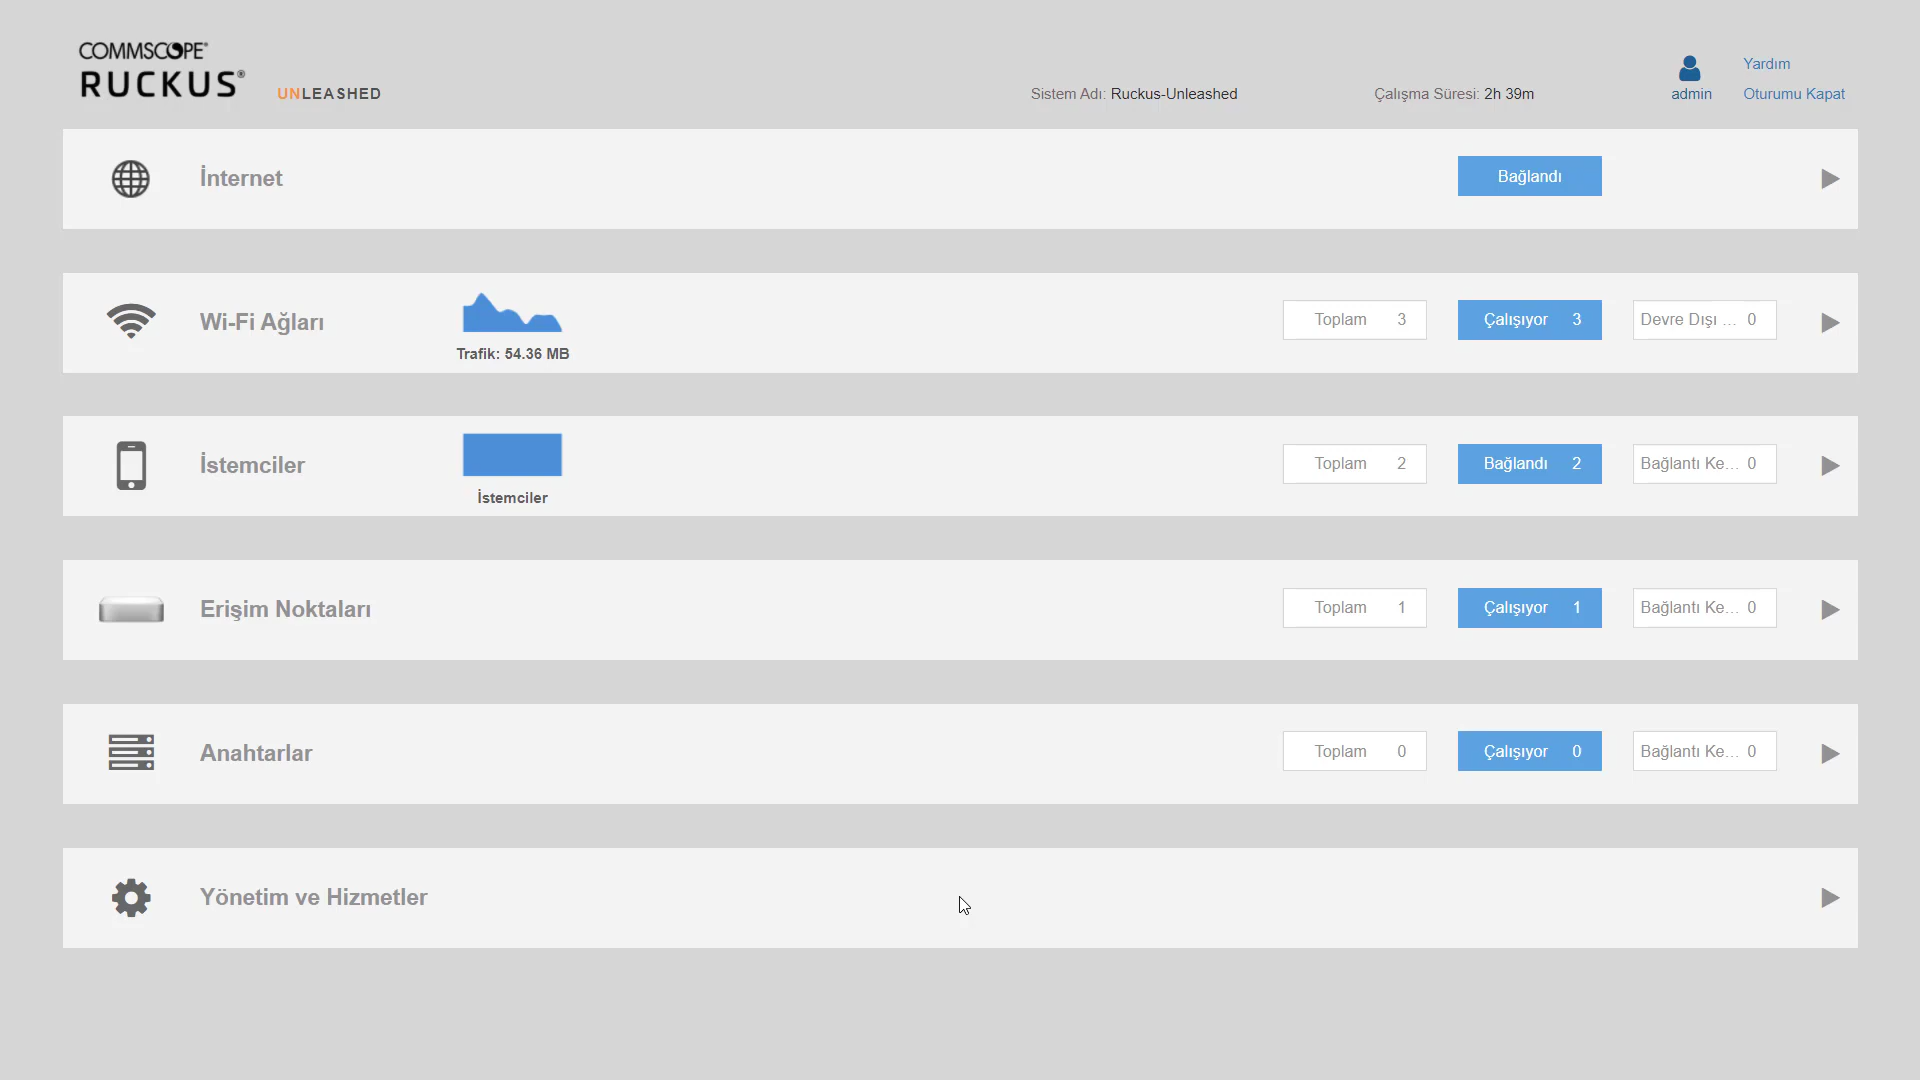 COMMSCOPE®
RUCKUS®
UNLEASHED
Sistem Adı: Ruckus-Unleashed
Çalışma Süresi: 2h 39m
admin
Yardım
Oturumu Kapat
İnternet
Bağlandı
Wi-Fi Ağları
Trafik: 54.36 MB
Toplam 3
Çalışıyor 3
Devre Dışı ... 0
İstemciler
İstemciler
Toplam 2
Bağlandı 2
Bağlantı Ke... 0
Erişim Noktaları
Toplam 1
Çalışıyor 1
Bağlantı Ke... 0
Anahtarlar
Toplam 0
Çalışıyor 0
Bağlantı Ke... 0
Yönetim ve Hizmetler